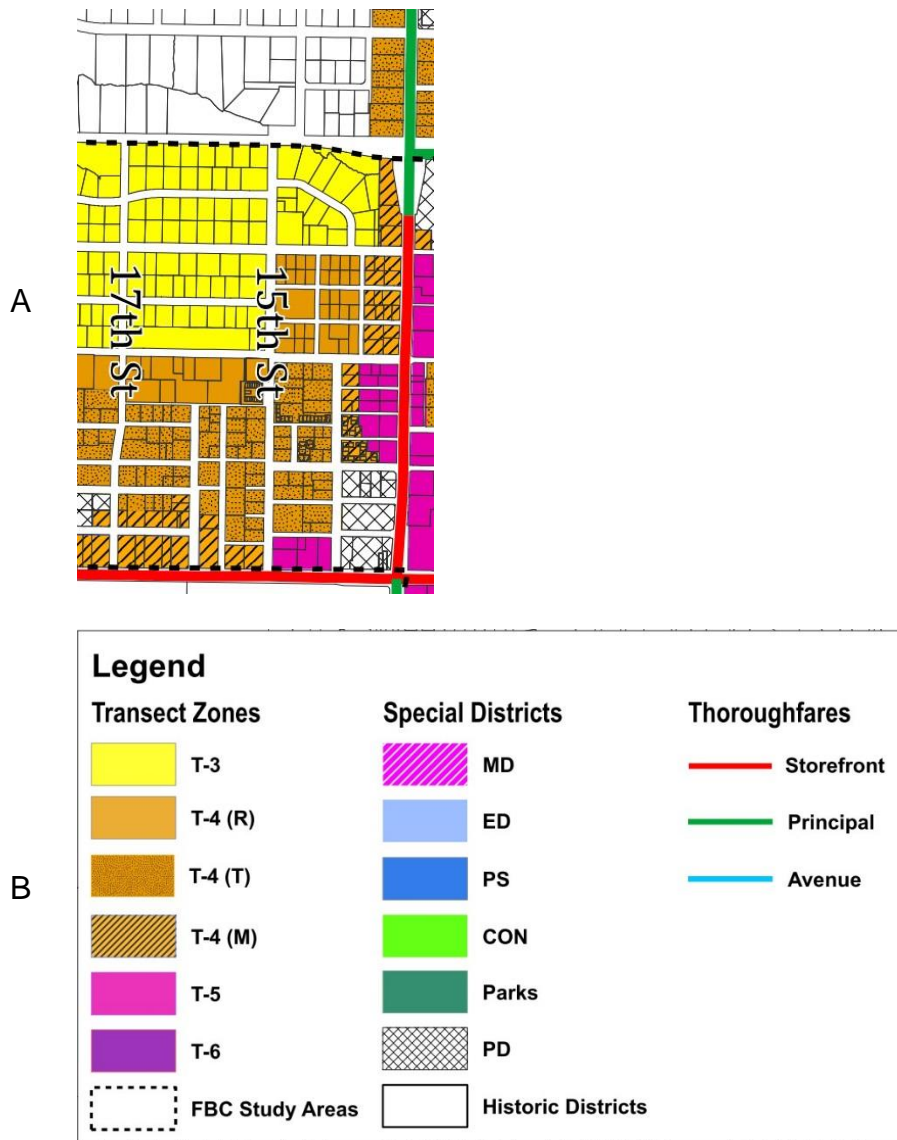 A
17th St
15th St
B
Legend
Transect Zones
T-3
T-4 (R)
T-4 (T)
T-4 (M)
T-5
T-6
FBC Study Areas
Special Districts
MD
ED
PS
CON
Parks
PD
Historic Districts
Thoroughfares
Storefront
Principal
Avenue